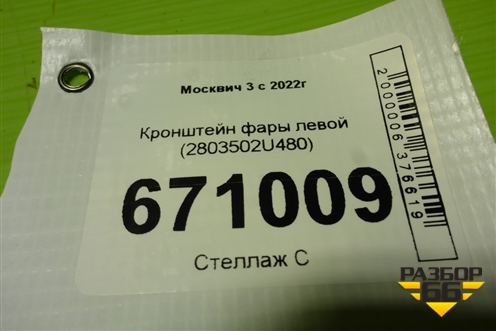 Москвич 3 с 2022г
Кронштейн фары левой
(2803502U480)
671009
Стеллаж С
2000006376619
РАЗБОР
66